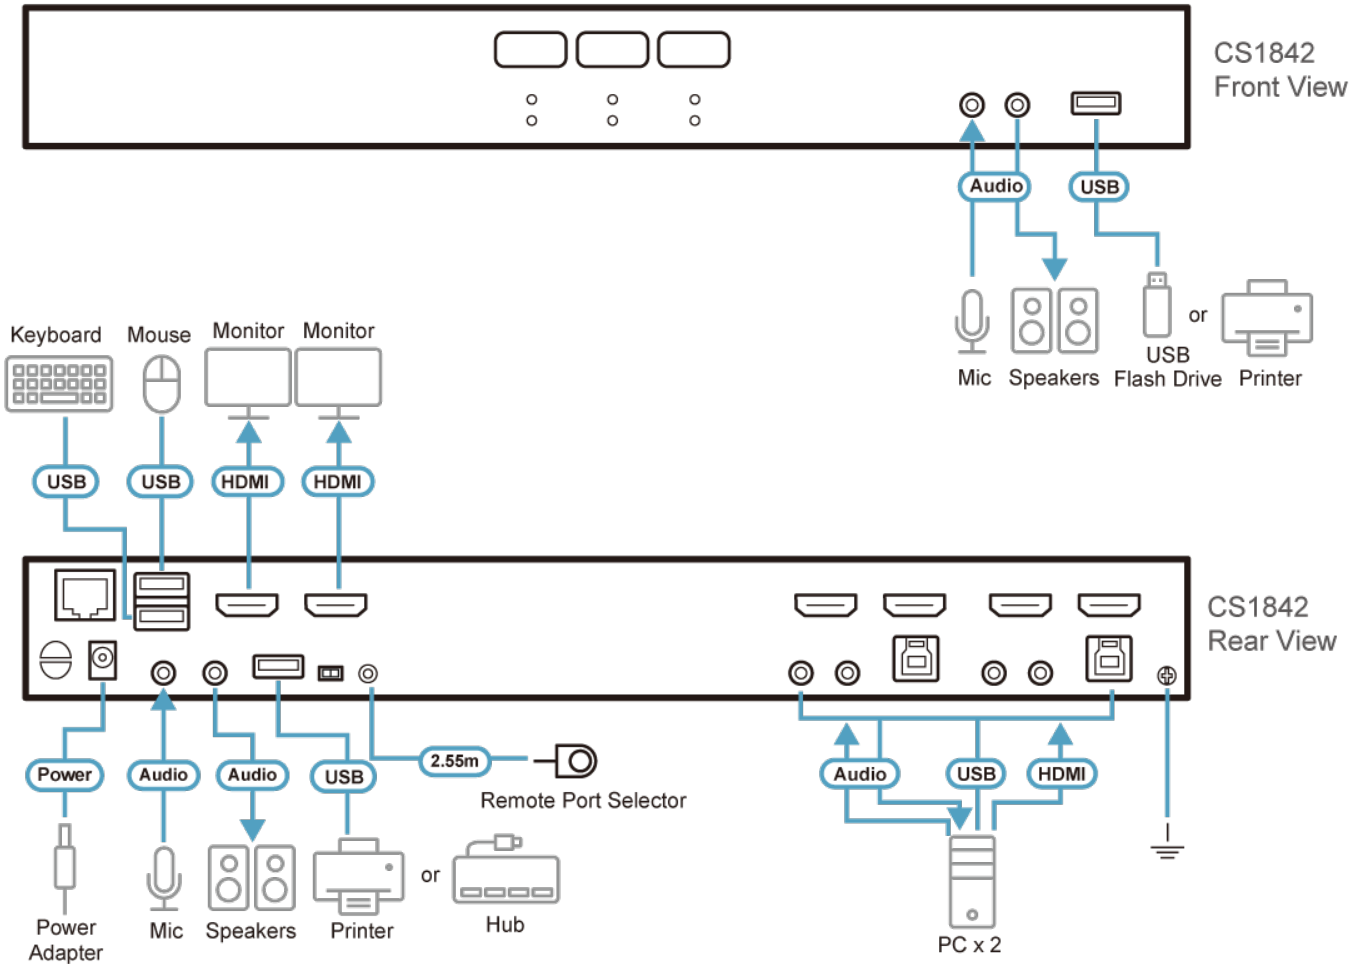 CS1842
Front View
Audio
USB
or
Mic
Speakers
USB
Flash Drive
Printer
Keyboard
Mouse
Monitor
Monitor
USB
USB
HDMI
HDMI
CS1842
Rear View
Power
Audio
Audio
USB
2.55m
Remote Port Selector
Audio
USB
HDMI
or
Power
Adapter
Mic
Speakers
Printer
Hub
PC x 2